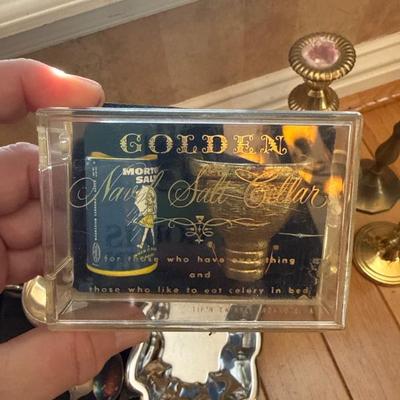 GOLDEN
Navel Salt Cellar
MORTON
SALT
for those who have everything
and
those who like to eat celery in bed